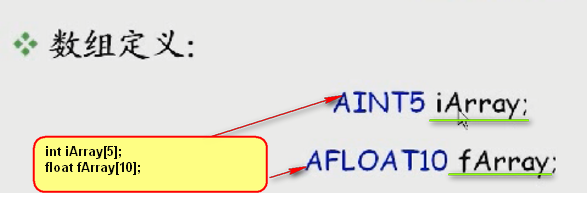 数组定义:
AINT5 iArray;
int iArray[5];
float fArray[10];
AFLOAT10 fArray;